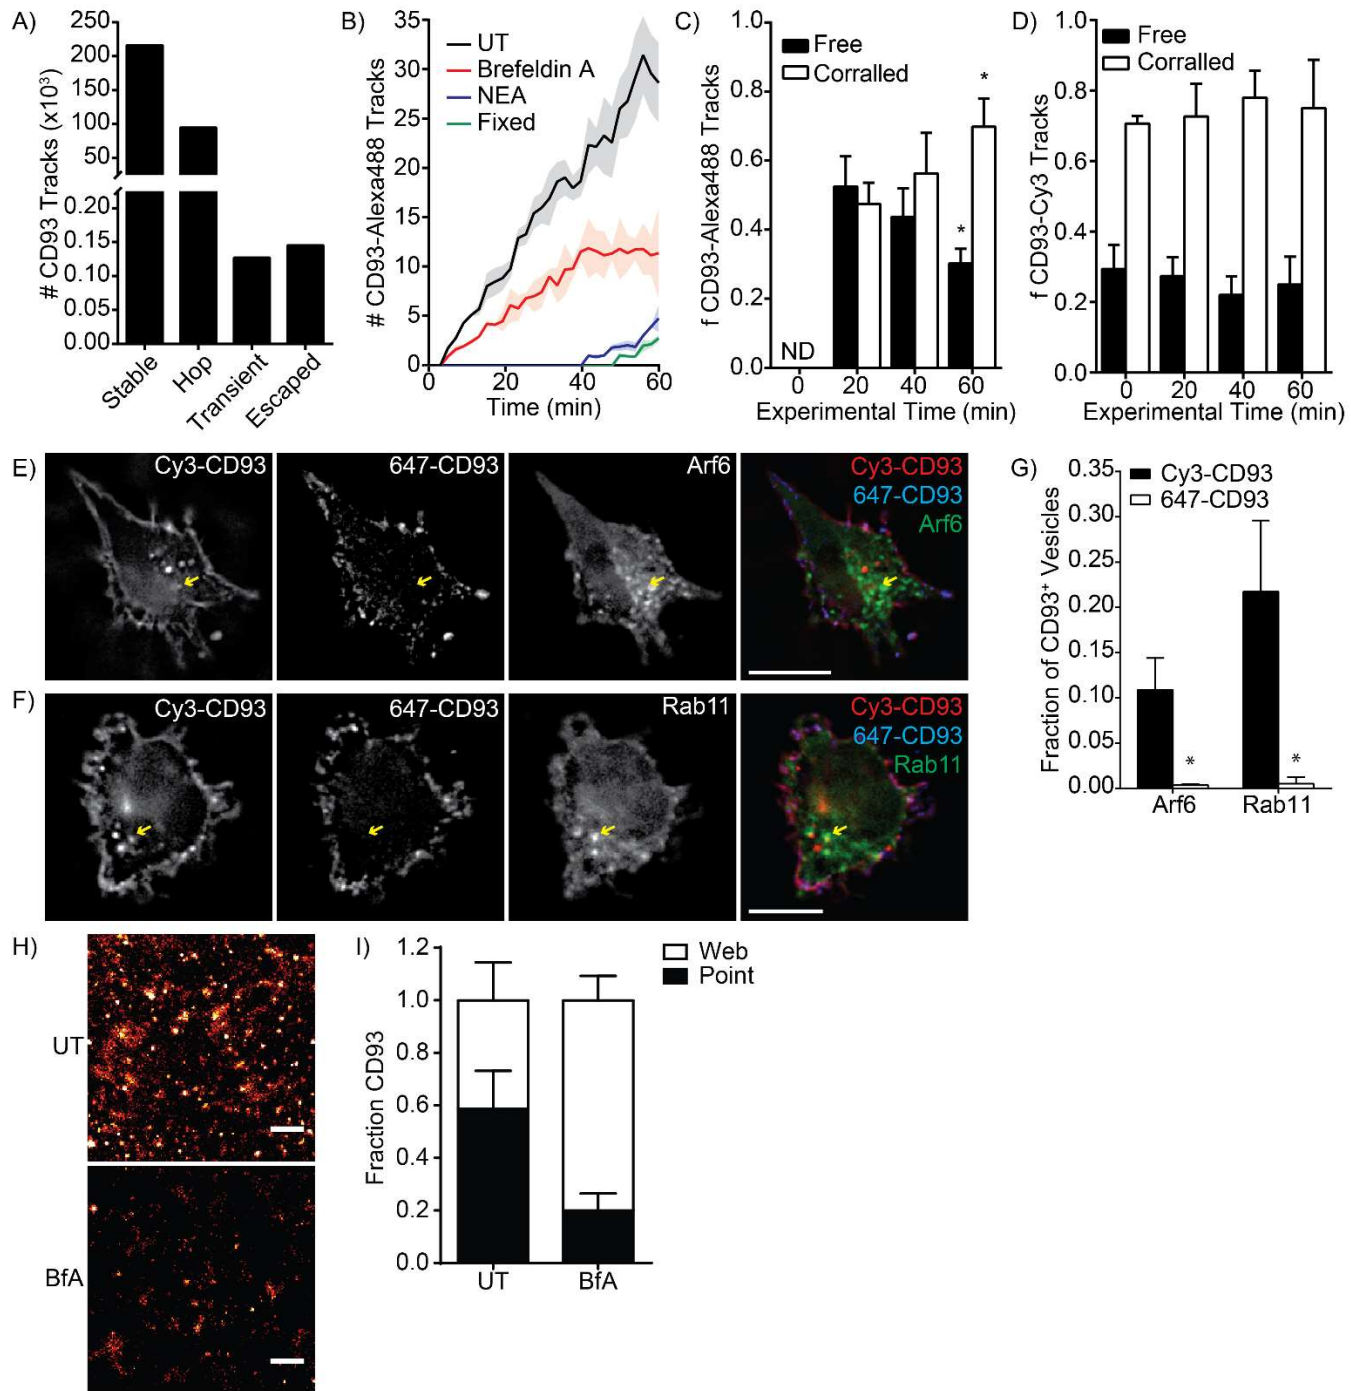 A)
# CD93 Tracks (x10³)
250
200
150
100
50
0.20
0.15
0.10
0.05
0.00
Stable
Hop
Transient
Escaped
B)
# CD93-Alexa488 Tracks
35
30
25
20
15
10
5
0
UT
Brefeldin A
NEA
Fixed
0 20 40 60
Time (min)
C)
f CD93-Alexa488 Tracks
1.0
0.8
0.6
0.4
0.2
0.0
Free
Corralled
*
*
ND
0 20 40 60
Experimental Time (min)
D)
f CD93-Cy3 Tracks
1.0
0.8
0.6
0.4
0.2
0.0
Free
Corralled
0 20 40 60
Experimental Time (min)
E)
Cy3-CD93
647-CD93
Arf6
Cy3-CD93
647-CD93
Arf6
F)
Cy3-CD93
647-CD93
Rab11
Cy3-CD93
647-CD93
Rab11
G)
Fraction of CD93⁺ Vesicles
0.35
0.30
0.20
0.10
0.00
Cy3-CD93
647-CD93
*
*
Arf6
Rab11
H)
UT
BfA
I)
Fraction CD93
1.2
1.0
0.8
0.6
0.4
0.2
0.0
Web
Point
UT
BfA